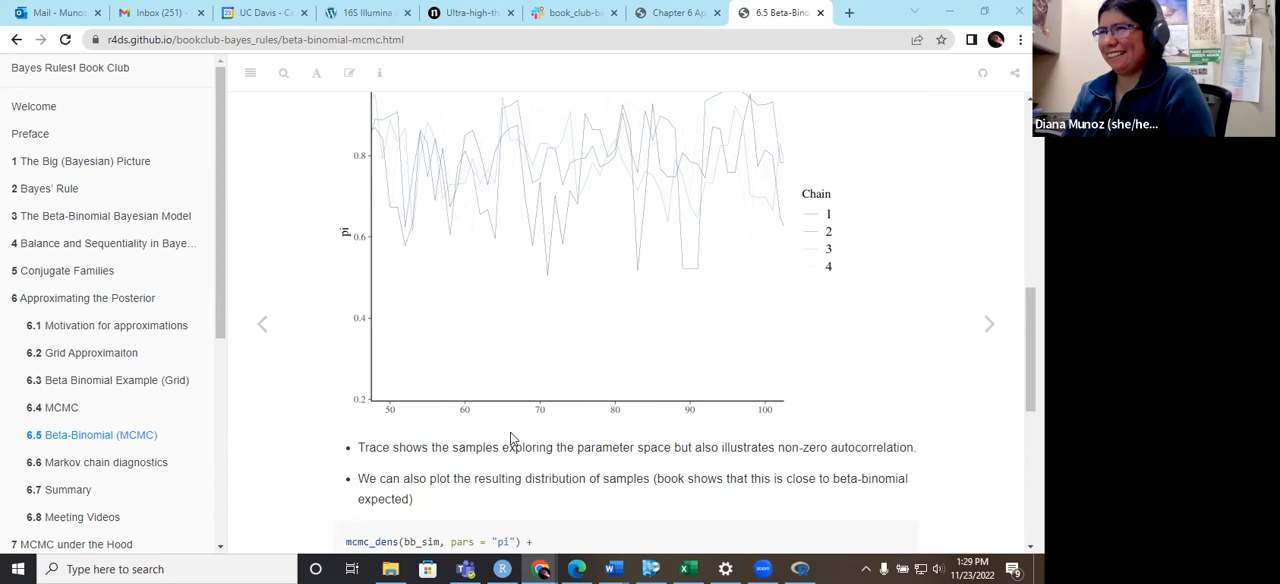 Mail - Munoz
Inbox (251) -
UC Davis - Ca
16S Illumina A
Ultra-high-th
book_club-ba
Chapter 6 Ap
6.5 Beta-Bino
r4ds.github.io/bookclub-bayes_rules/beta-binomial-mcmc.html
Bayes Rules! Book Club
Welcome
Preface
1 The Big (Bayesian) Picture
2 Bayes' Rule
3 The Beta-Binomial Bayesian Model
4 Balance and Sequentiality in Baye...
5 Conjugate Families
6 Approximating the Posterior
6.1 Motivation for approximations
6.2 Grid Approximaiton
6.3 Beta Binomial Example (Grid)
6.4 MCMC
6.5 Beta-Binomial (MCMC)
6.6 Markov chain diagnostics
6.7 Summary
6.8 Meeting Videos
7 MCMC under the Hood
pi
0.8
0.6
0.4
0.2
50 60 70 80 90 100
Chain
1
2
3
4
Trace shows the samples exploring the parameter space but also illustrates non-zero autocorrelation.
We can also plot the resulting distribution of samples (book shows that this is close to beta-binomial
expected)
mcmc_dens(bb_sim, pars = "pi") +
Diana Munoz (she/he...
Type here to search
1:29 PM
11/23/2022